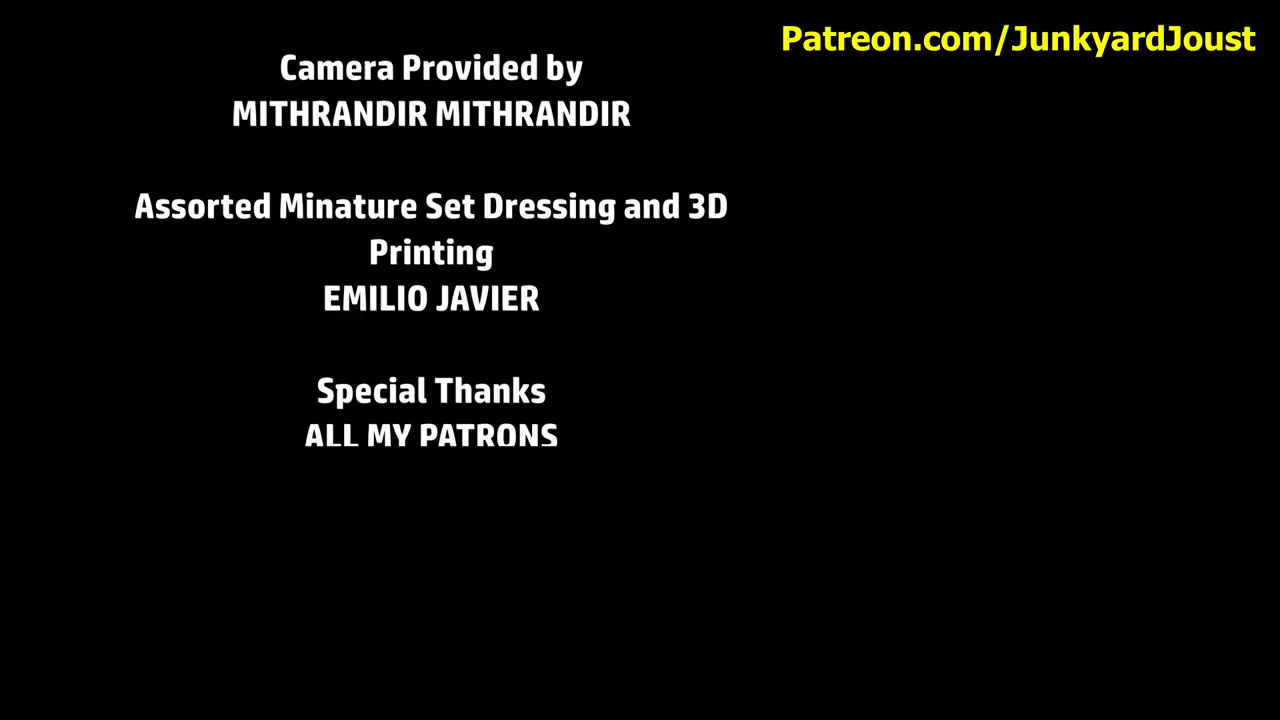 Patreon.com/JunkyardJoust
Camera Provided by
MITHRANDIR MITHRANDIR
Assorted Minature Set Dressing and 3D
Printing
EMILIO JAVIER
Special Thanks
ALL MY PATRONS